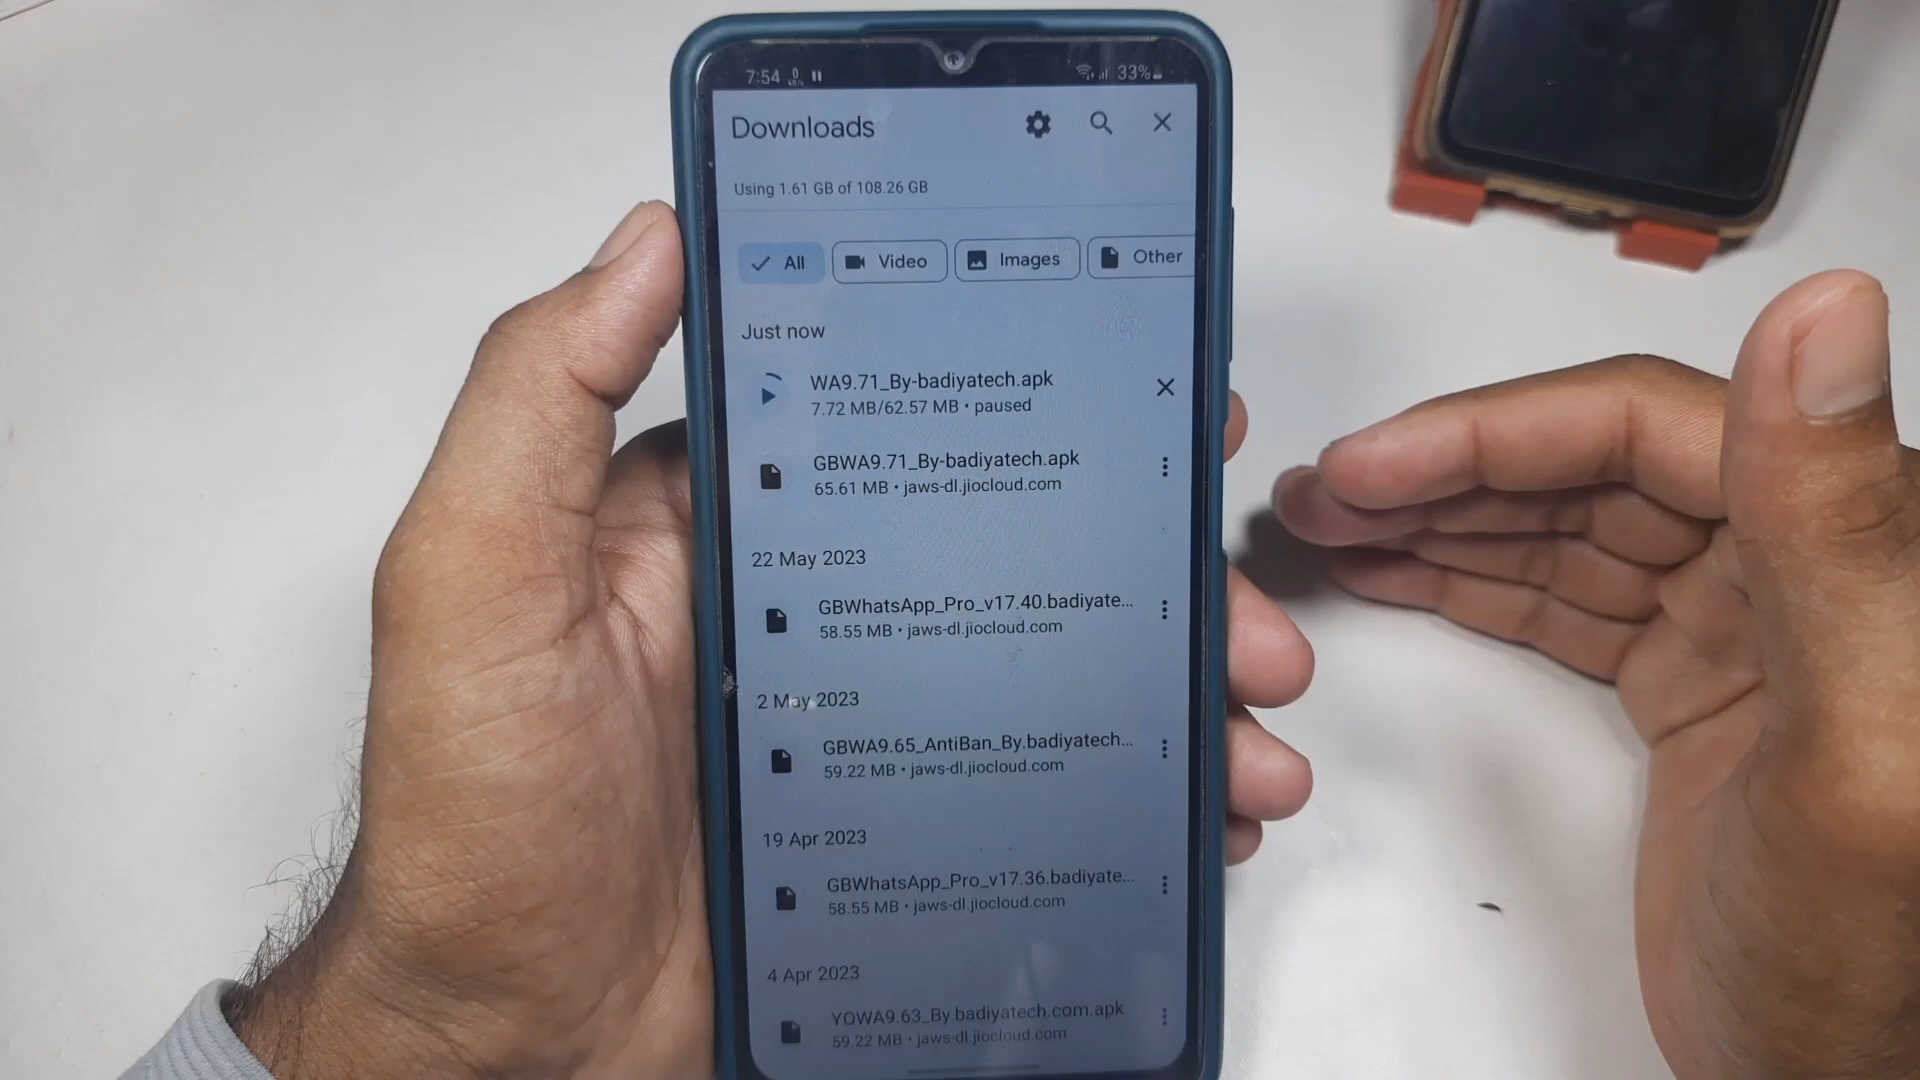 7:54 0 33%
Downloads
Using 1.61 GB of 108.26 GB
All Video Images Other
Just now
WA9.71_By-badiyatech.apk
7.72 MB/62.57 MB • paused
GBWA9.71_By-badiyatech.apk
65.61 MB • jaws-dl.jiocloud.com
22 May 2023
GBWhatsApp_Pro_v17.40.badiyate...
58.55 MB • jaws-dl.jiocloud.com
2 May 2023
GBWA9.65_AntiBan_By.badiyatech...
59.22 MB • jaws-dl.jiocloud.com
19 Apr 2023
GBWhatsApp_Pro_v17.36.badiyate...
58.55 MB • jaws-dl.jiocloud.com
4 Apr 2023
YOWA9.63_By.badiyatech.com.apk
59.22 MB • jaws-dl.jiocloud.com